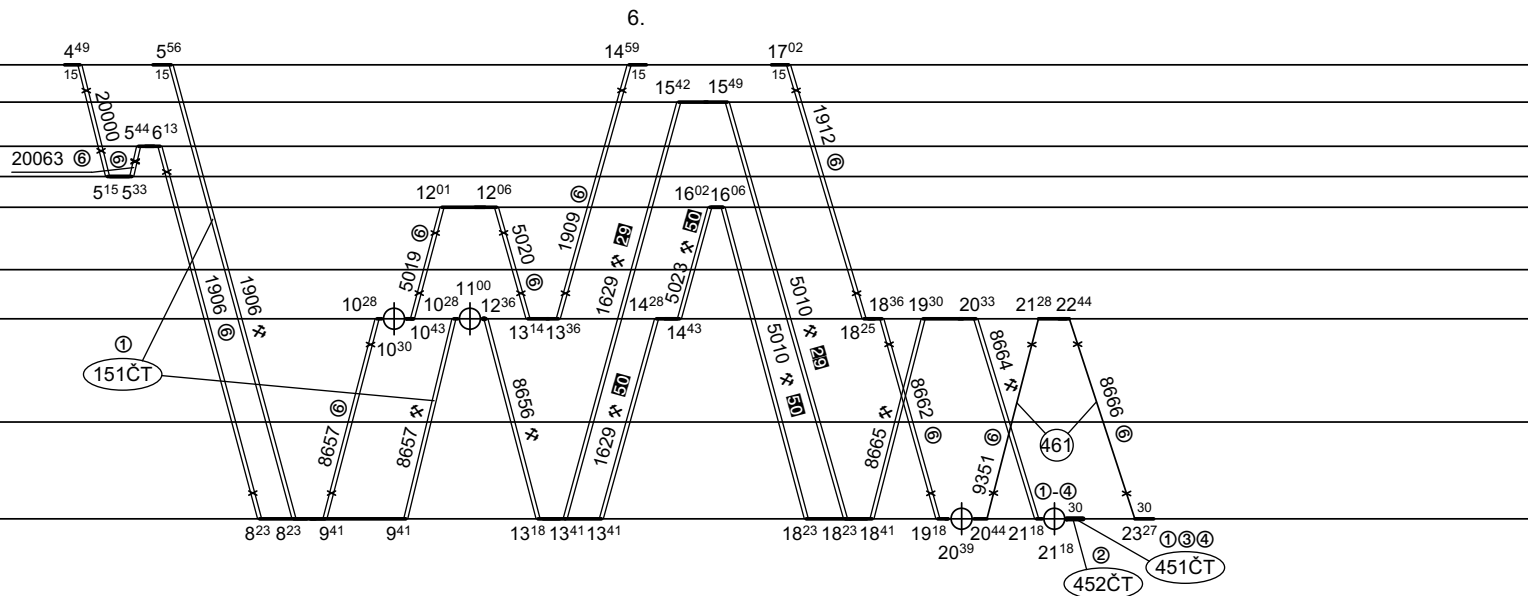 6.
4⁴⁹ 5⁵⁶ 14⁵⁹ 17⁰²
15 15 15 15
15⁴² 15⁴⁹
20000 ⑥
1912 ⑥
5⁴⁴ 6¹³
20063 ⑥
5¹⁵ 5³³
12⁰¹ 12⁰⁶ 16⁰² 16⁰⁶
1909 ⑥
5019 ⑥
5020 ⑥
1629 ⚒ 29
5023 ⚒ 50
1906 ⑥
1906 ⚒
5010 ⚒ 29
5010 ⚒ 50
10²⁸ 10²⁸ 11⁰⁰ 12³⁶ 14²⁸ 18³⁶ 19³⁰ 20³³ 21²⁸ 22⁴⁴
10³⁰ 10⁴³ 13¹⁴ 13³⁶ 14⁴³ 18²⁵
①
151ČT
8657 ⑥
8657 ⚒
8656 ⚒
1629 ⚒ 50
8665 ⚒
8662 ⑥
8664 ⚒
9351 ⑥
461
8666 ⑥
①-④
30 30
8²³ 8²³ 9⁴¹ 9⁴¹ 13¹⁸ 13⁴¹ 13⁴¹ 18²³ 18²³ 18⁴¹ 19¹⁸ 20⁴⁴ 21¹⁸ 23²⁷
20³⁹ 21¹⁸
①③④
451ČT
②
452ČT